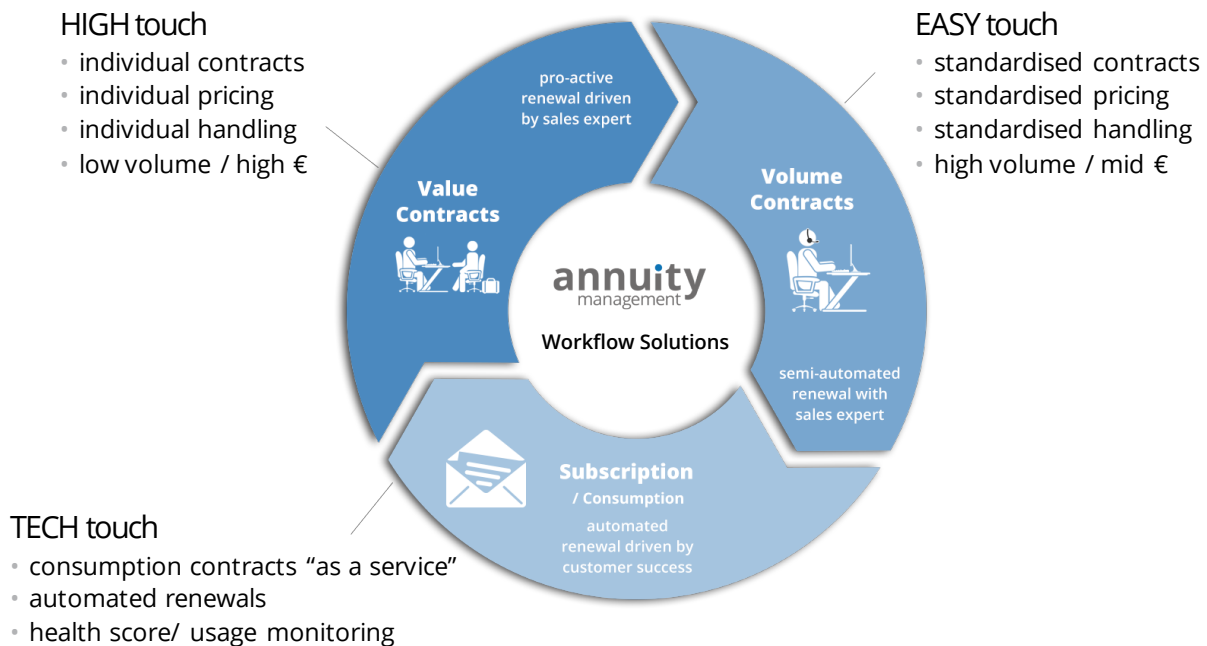 HIGH touch
• individual contracts
• individual pricing
• individual handling
• low volume / high €
EASY touch
• standardised contracts
• standardised pricing
• standardised handling
• high volume / mid €
pro-active
renewal driven
by sales expert
Value
Contracts
Volume
Contracts
semi-automated
renewal with
sales expert
annuity
management
Workflow Solutions
Subscription
/ Consumption
automated
renewal driven by
customer success
TECH touch
• consumption contracts “as a service”
• automated renewals
• health score/ usage monitoring